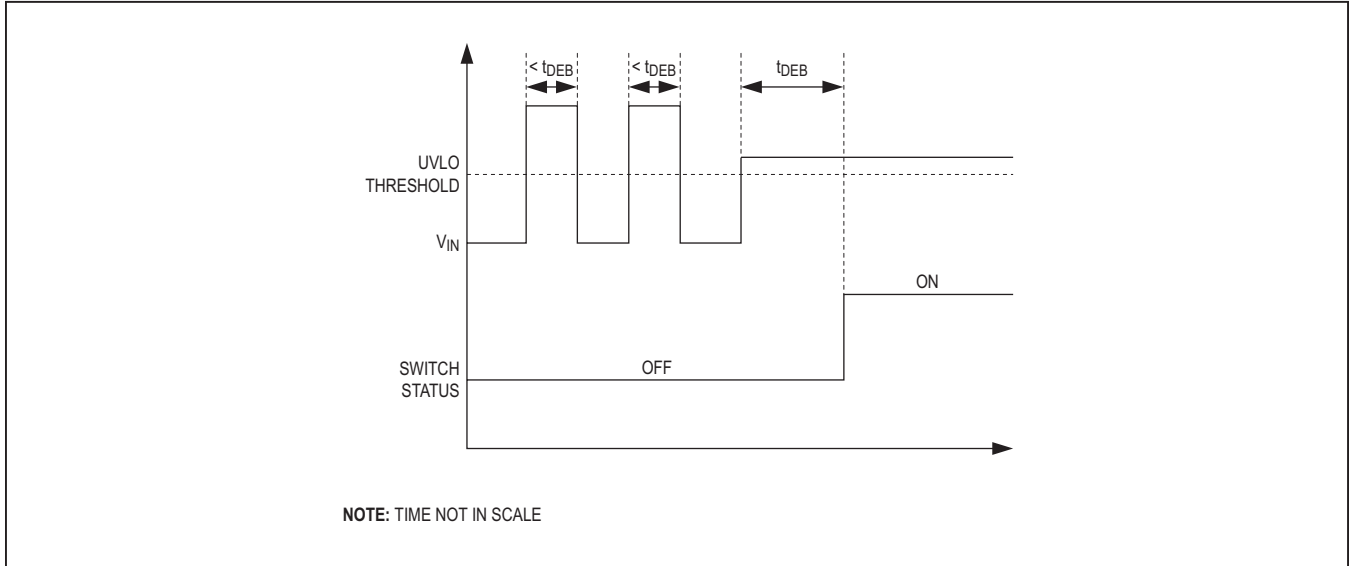 < tDEB
< tDEB
tDEB
UVLO
THRESHOLD
VIN
ON
SWITCH
STATUS
OFF
NOTE: TIME NOT IN SCALE